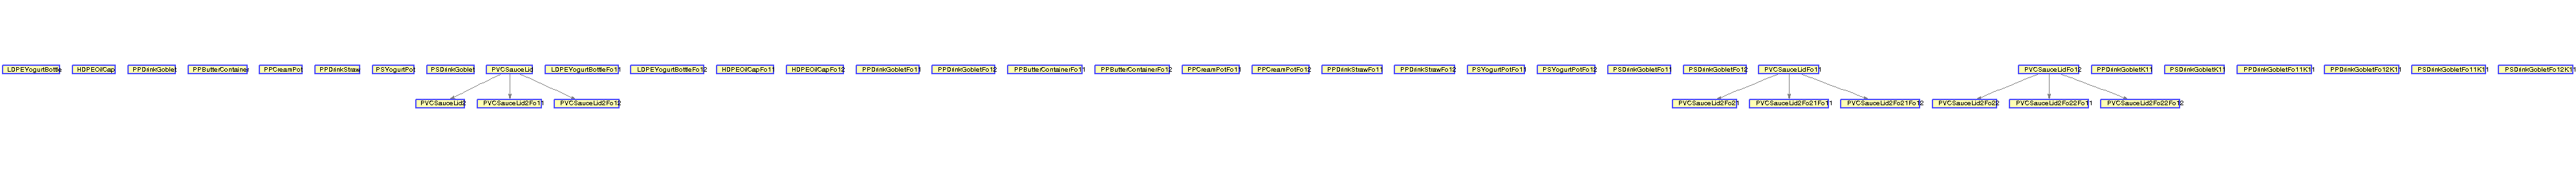 LDPEYogurtBottle HDPEOilCap PPDrinkGoblet PPButterContainer PPCreamPot PPDrinkStraw PSYogurtPot PSDrinkGoblet PVCSauceLid LDPEYogurtBottleFo11 LDPEYogurtBottleFo12 HDPEOilCapFo11 HDPEOilCapFo12 PPDrinkGobletFo11 PPDrinkGobletFo12 PPButterContainerFo11 PPButterContainerFo12 PPCreamPotFo11 PPCreamPotFo12 PPDrinkStrawFo11 PPDrinkStrawFo12 PSYogurtPotFo11 PSYogurtPotFo12 PSDrinkGobletFo11 PSDrinkGobletFo12 PVCSauceLidFo11 PVCSauceLidFo12 PPDrinkGobletK11 PSDrinkGobletK11 PPDrinkGobletFo11K11 PPDrinkGobletFo12K11 PSDrinkGobletFo11K11 PSDrinkGobletFo12K11
PVCSauceLid2 PVCSauceLid2Fo11 PVCSauceLid2Fo12 PVCSauceLid2Fo21 PVCSauceLid2Fo21Fo11 PVCSauceLid2Fo21Fo12 PVCSauceLid2Fo22 PVCSauceLid2Fo22Fo11 PVCSauceLid2Fo22Fo12